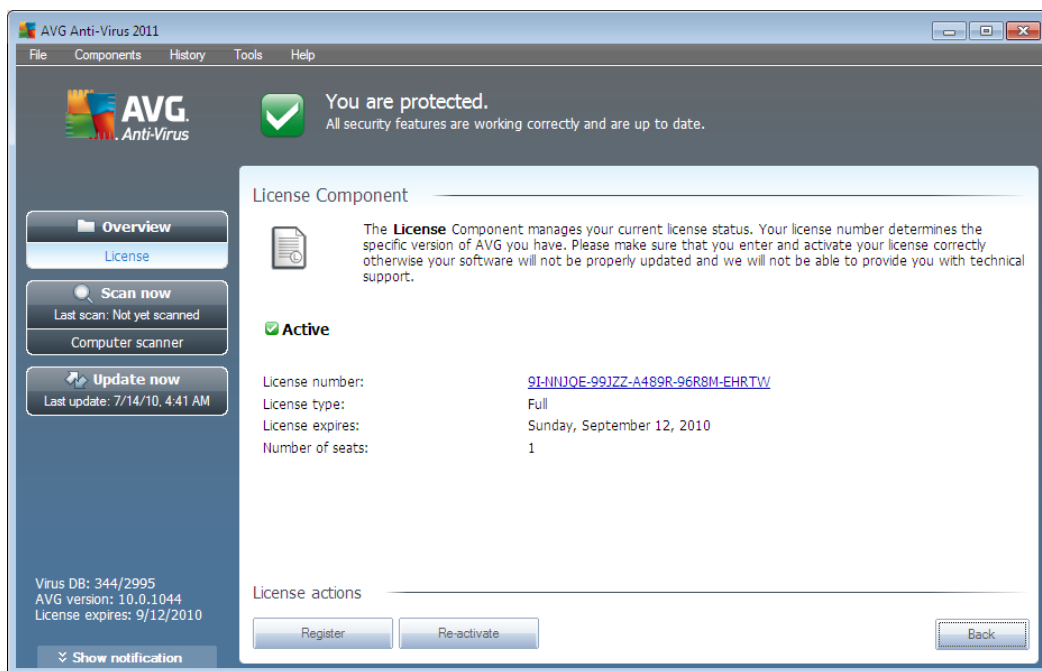 AVG Anti-Virus 2011
File Components History Tools Help
AVG.
Anti-Virus
You are protected.
All security features are working correctly and are up to date.
Overview
License
Scan now
Last scan: Not yet scanned
Computer scanner
Update now
Last update: 7/14/10, 4:41 AM
Virus DB: 344/2995
AVG version: 10.0.1044
License expires: 9/12/2010
Show notification
License Component
The License Component manages your current license status. Your license number determines the
specific version of AVG you have. Please make sure that you enter and activate your license correctly
otherwise your software will not be properly updated and we will not be able to provide you with technical
support.
Active
License number: 9I-NNJQE-99JZZ-A489R-96R8M-EHRTW
License type: Full
License expires: Sunday, September 12, 2010
Number of seats: 1
License actions
Register Re-activate Back